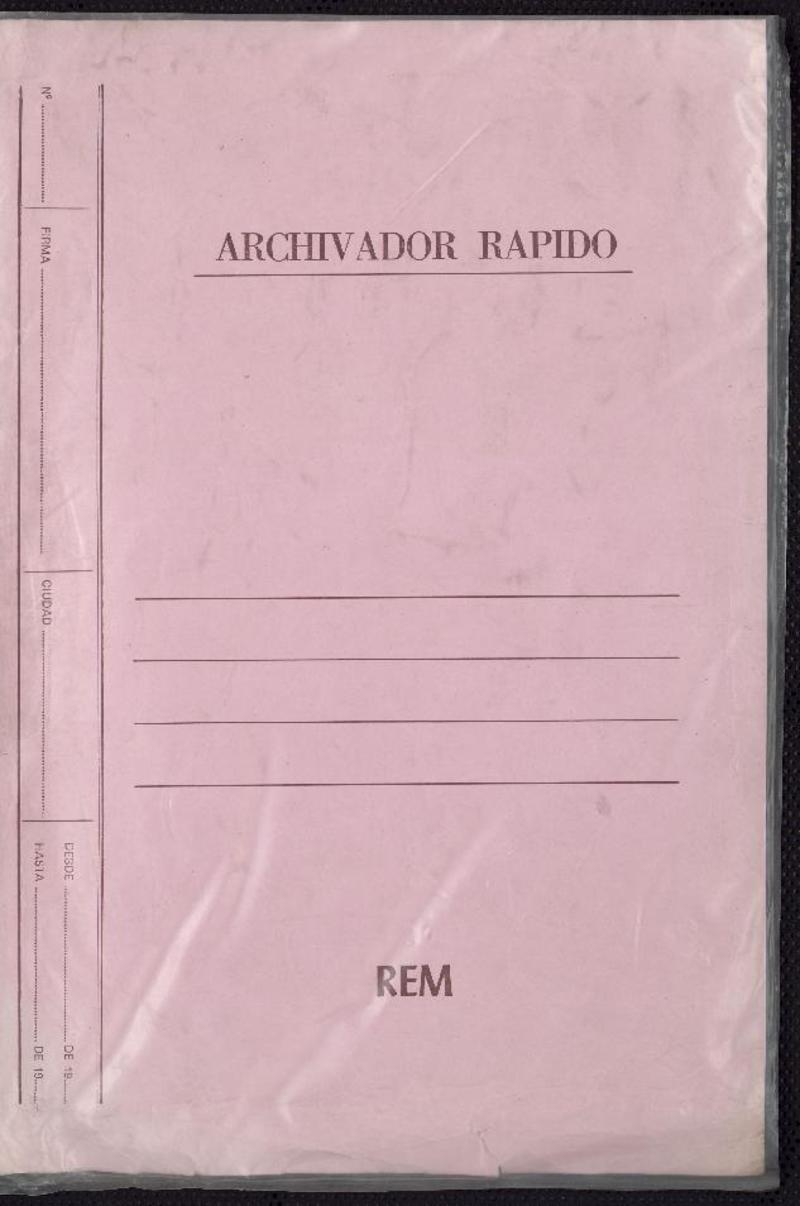 Nº
FIRMA
CIUDAD
DESDE DE 19
HASTA DE 19
ARCHIVADOR RAPIDO
REM